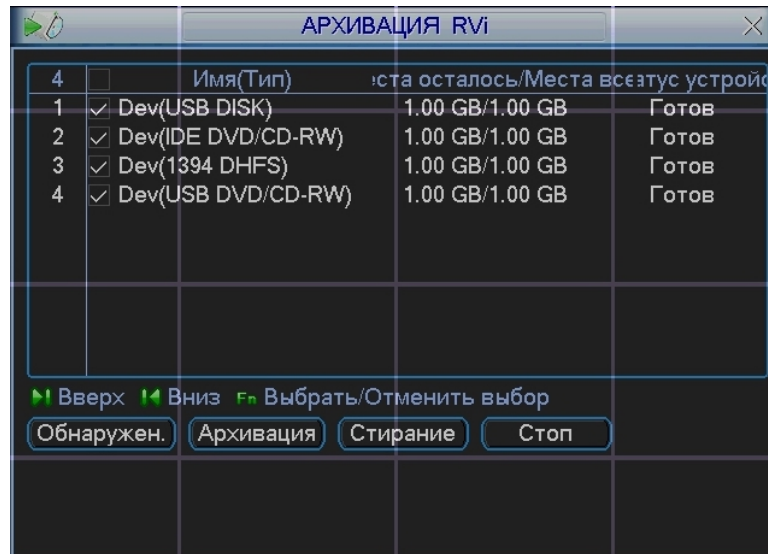 АРХИВАЦИЯ RVi
4 Имя(Тип) ста осталось/Места все атус устройс
1 Dev(USB DISK) 1.00 GB/1.00 GB Готов
2 Dev(IDE DVD/CD-RW) 1.00 GB/1.00 GB Готов
3 Dev(1394 DHFS) 1.00 GB/1.00 GB Готов
4 Dev(USB DVD/CD-RW) 1.00 GB/1.00 GB Готов
Вверх Вниз Fn Выбрать/Отменить выбор
Обнаружен. Архивация Стирание Стоп